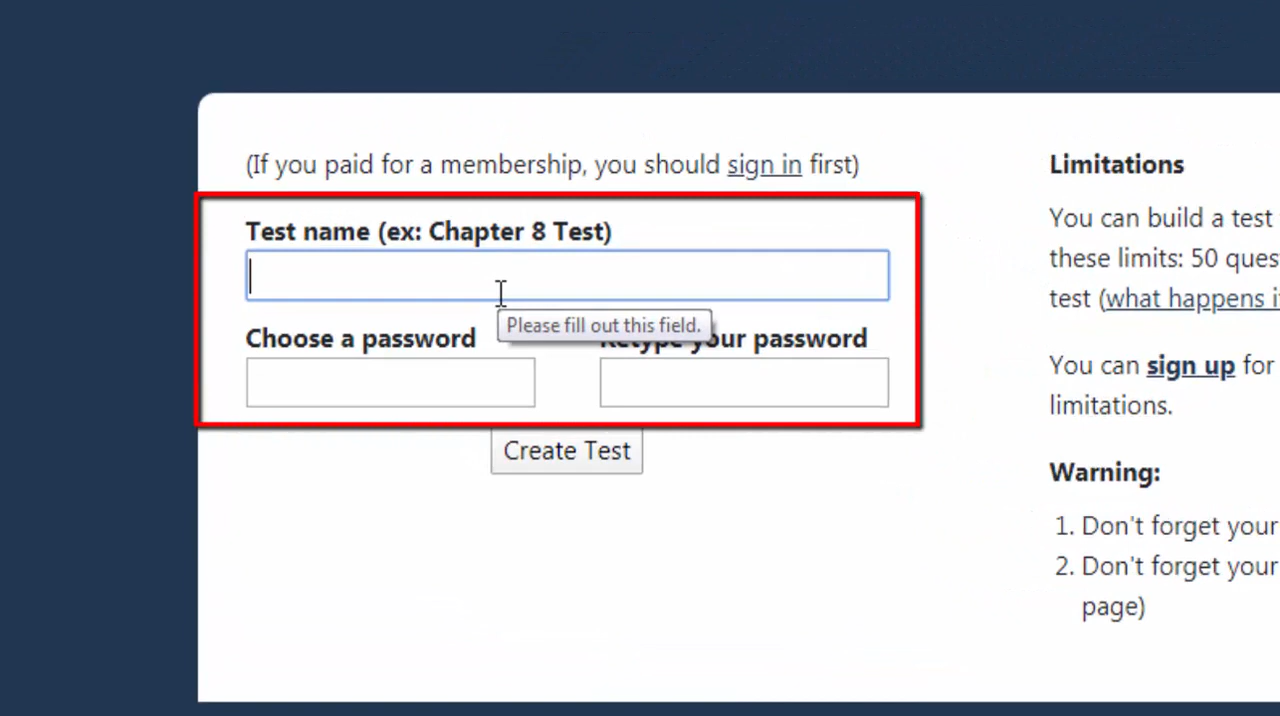 (If you paid for a membership, you should sign in first)
Test name (ex: Chapter 8 Test)
Please fill out this field.
Choose a password
Retype your password
Create Test
Limitations
You can build a test
these limits: 50 ques
test (what happens i
You can sign up for
limitations.
Warning:
1. Don't forget your
2. Don't forget your
page)